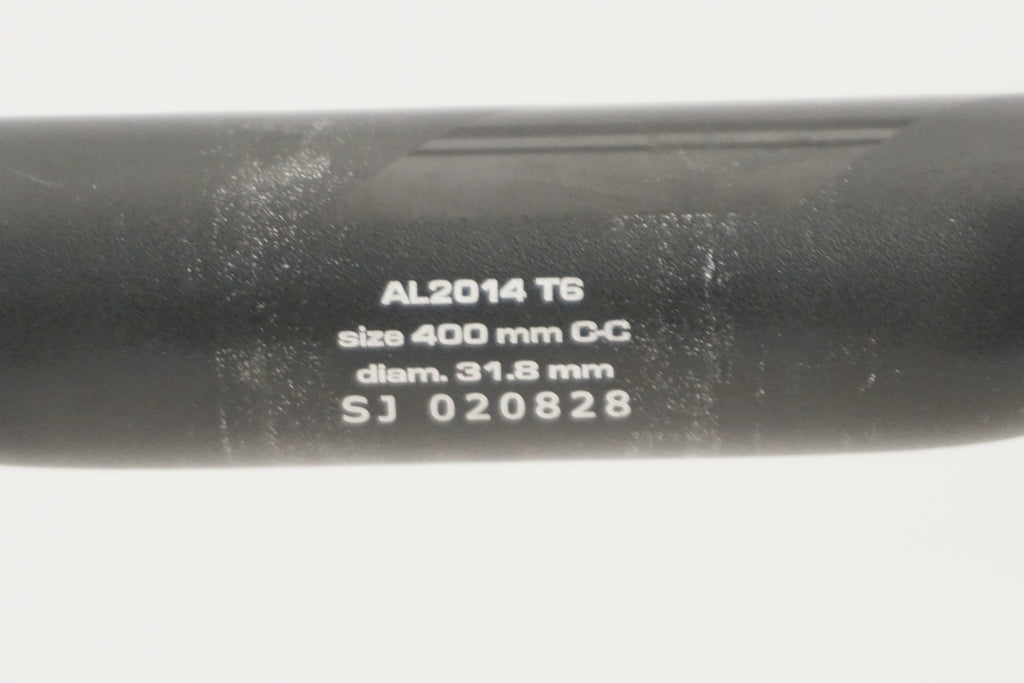 AL2014 T6
size 400 mm C-C
diam. 31.8 mm
SJ 020828